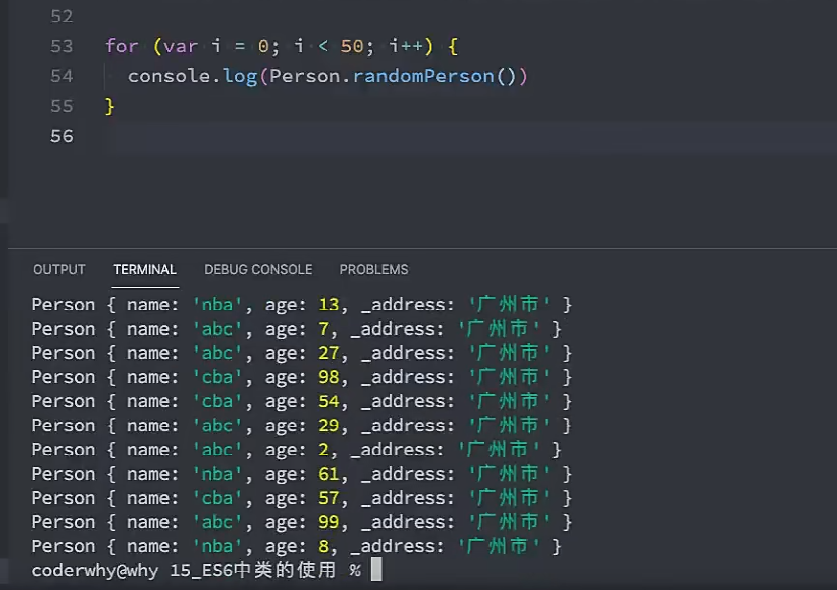 52
53 for (var i = 0; i < 50; i++) {
54 console.log(Person.randomPerson())
55 }
56
OUTPUT TERMINAL DEBUG CONSOLE PROBLEMS
Person { name: 'nba', age: 13, _address: '广州市' }
Person { name: 'abc', age: 7, _address: '广州市' }
Person { name: 'abc', age: 27, _address: '广州市' }
Person { name: 'cba', age: 98, _address: '广州市' }
Person { name: 'cba', age: 54, _address: '广州市' }
Person { name: 'abc', age: 29, _address: '广州市' }
Person { name: 'abc', age: 2, _address: '广州市' }
Person { name: 'nba', age: 61, _address: '广州市' }
Person { name: 'cba', age: 57, _address: '广州市' }
Person { name: 'abc', age: 99, _address: '广州市' }
Person { name: 'nba', age: 8, _address: '广州市' }
coderwhy@why 15_ES6中类的使用 %